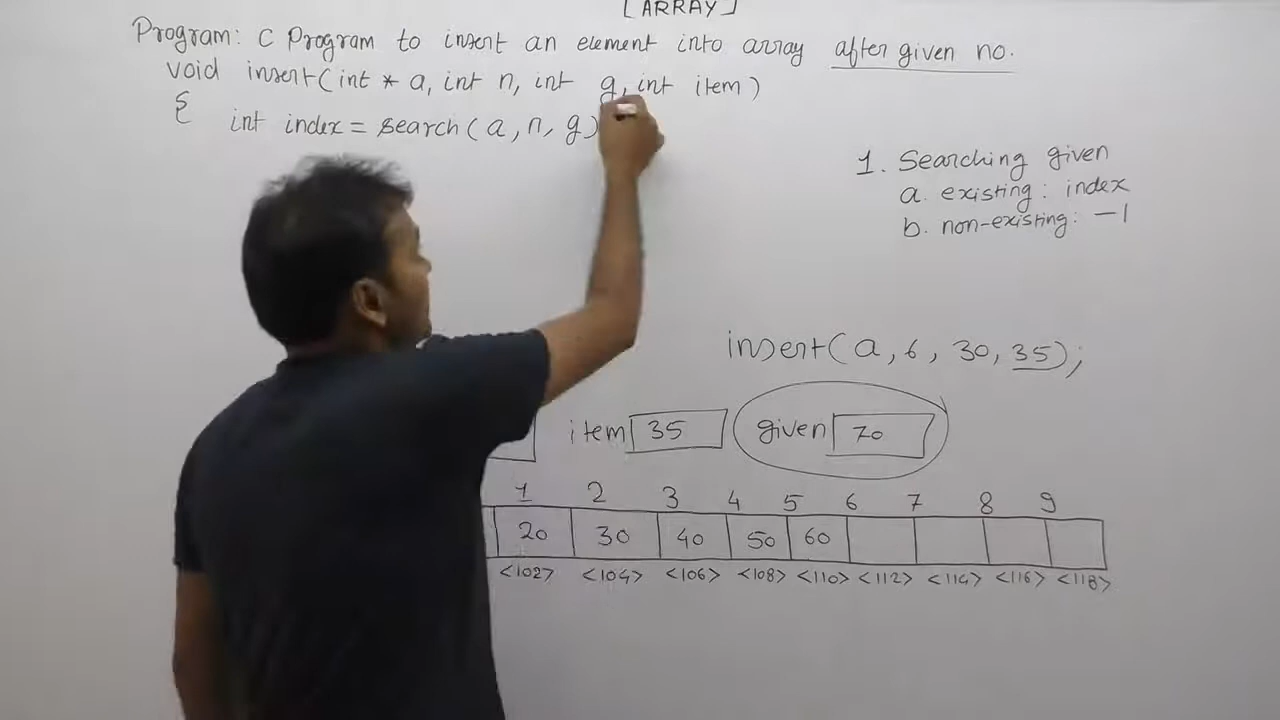 [ARRAY]
Program: C Program to insert an element into array after given no.
void insert(int * a, int n, int g, int item)
{
int index = search(a, n, g)
1. Searching given
a. existing: index
b. non-existing: -1
insert(a, 6, 30, 35);
item 35 given 70
1 2 3 4 5 6 7 8 9
20 30 40 50 60
<102> <104> <106> <108> <110> <112> <114> <116> <118>